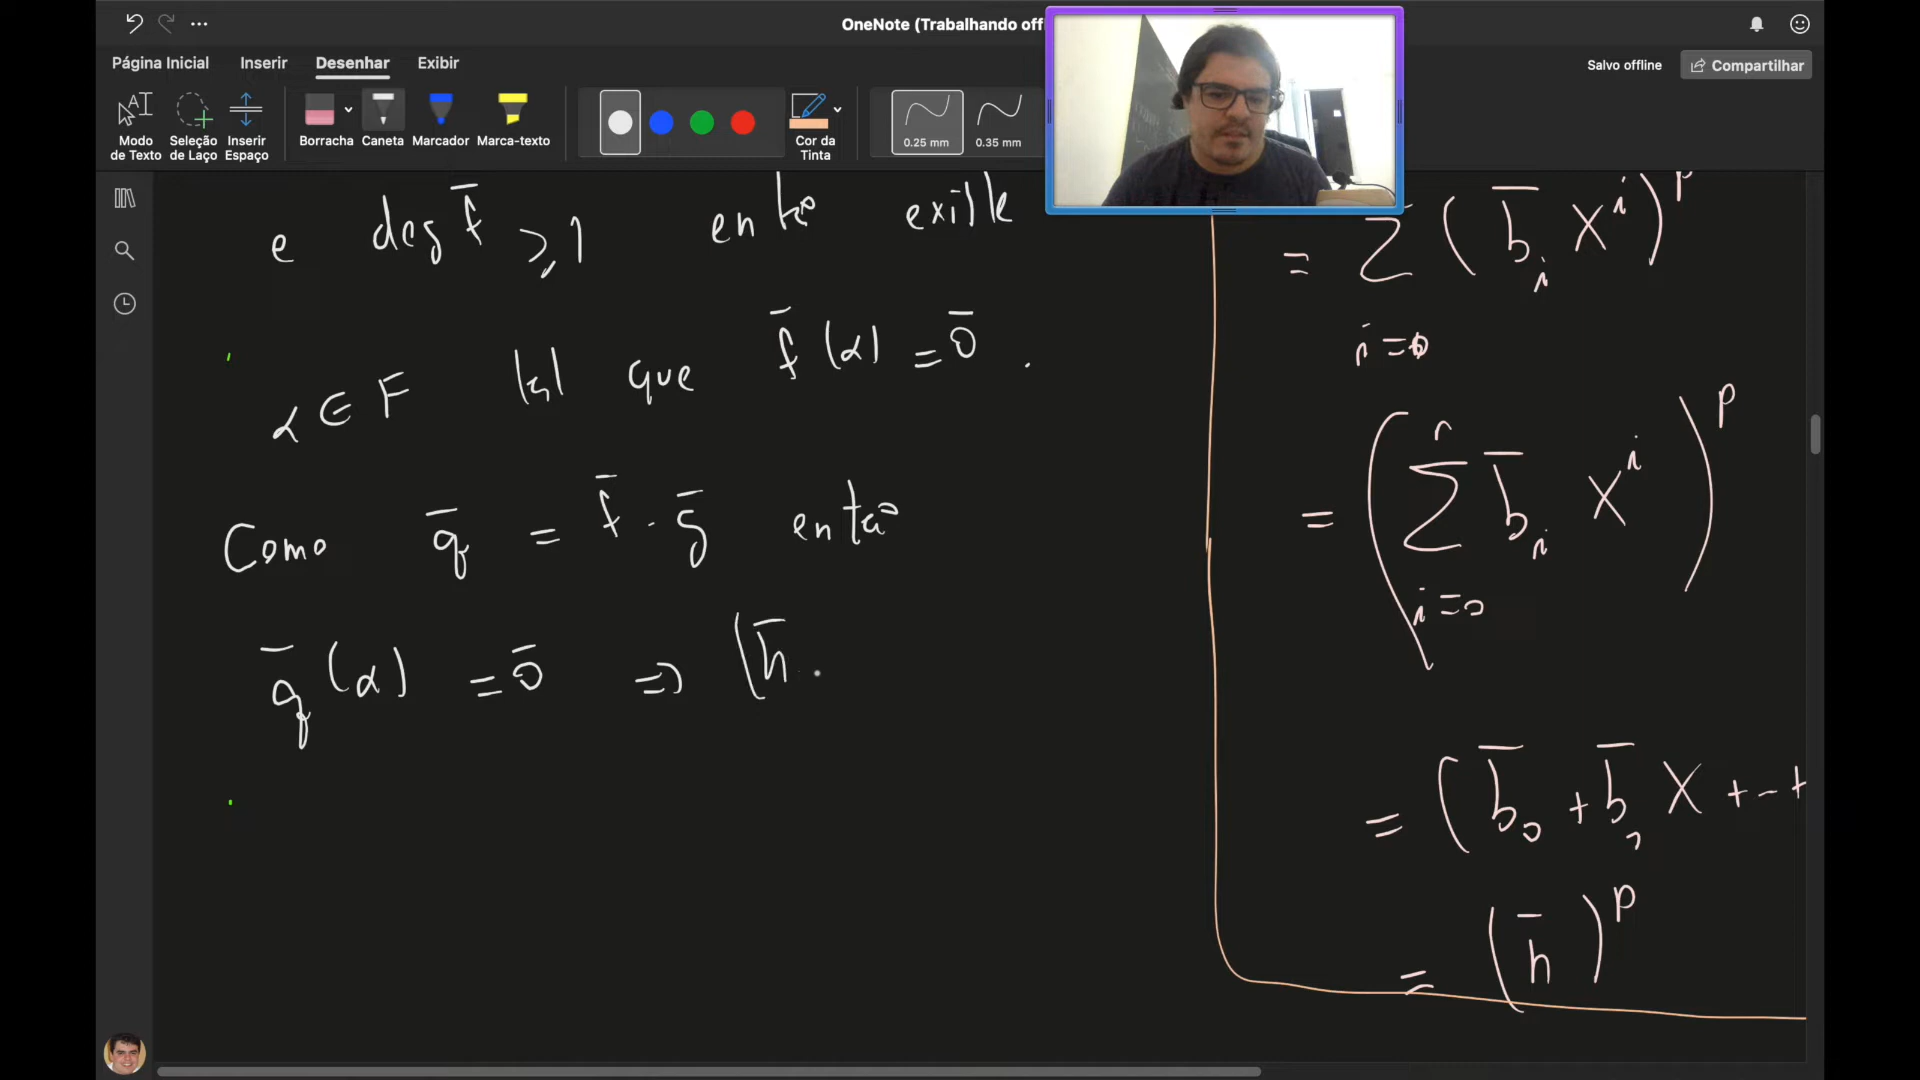 OneNote (Trabalhando off
Salvo offline
Compartilhar
Página Inicial Inserir Desenhar Exibir
Modo de Texto
Seleção de Laço
Inserir Espaço
Borracha
Caneta
Marcador
Marca-texto
Cor da Tinta
0.25 mm
0.35 mm
e deg f̄ ⩾ 1 então existe
α ∈ F tal que f̄(α) = 0̄ .
Como q̄ = f̄ · ḡ então
q̄(α) = 0̄ ⇒ (h̄
= Σ (b̄ᵢ Xⁱ)ᵖ
i=0
= (Σ b̄ᵢ Xⁱ)ᵖ
r
i=0
= (b̄₀ + b̄₁ X + -- +
= (h̄)ᵖ